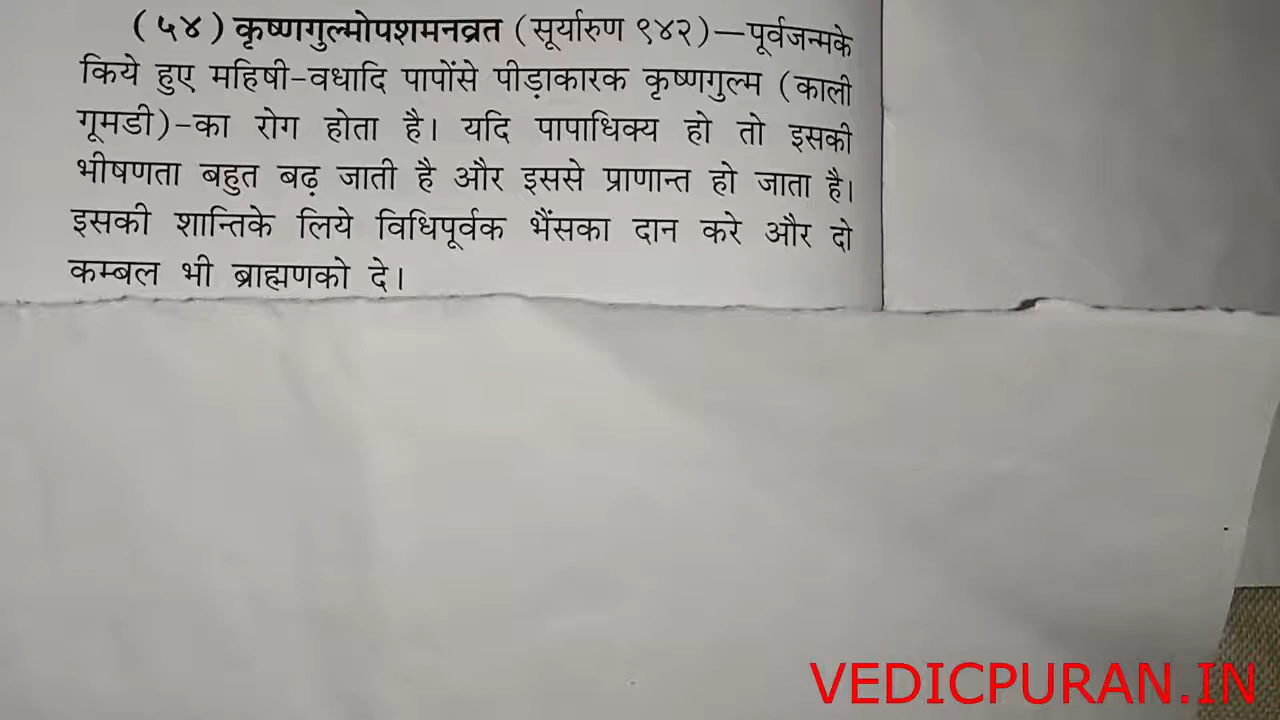 (५४) कृष्णगुल्मोपशमनव्रत (सूर्यारुण ९४२)—पूर्वजन्मके
किये हुए महिषी-वधादि पापोंसे पीड़ाकारक कृष्णगुल्म (काली
गूमडी)-का रोग होता है। यदि पापाधिक्य हो तो इसकी
भीषणता बहुत बढ़ जाती है और इससे प्राणान्त हो जाता है।
इसकी शान्तिके लिये विधिपूर्वक भैंसका दान करे और दो
कम्बल भी ब्राह्मणको दे।
VEDICPURAN.IN